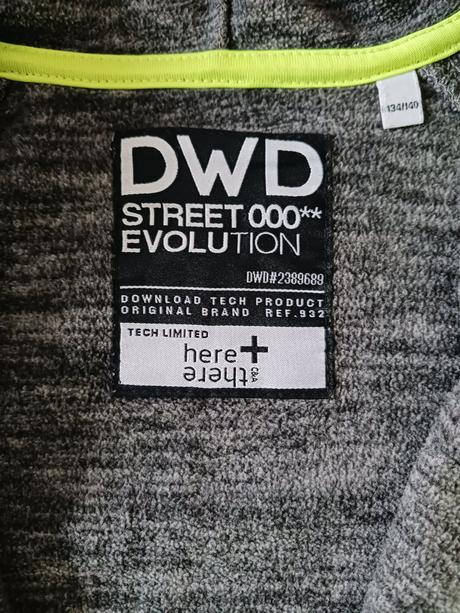 134/140
DWD
STREET 000**
EVOLUTION
DWD#2389689
DOWNLOAD TECH PRODUCT
ORIGINAL BRAND REF.932
TECH LIMITED
here+
there
C&A